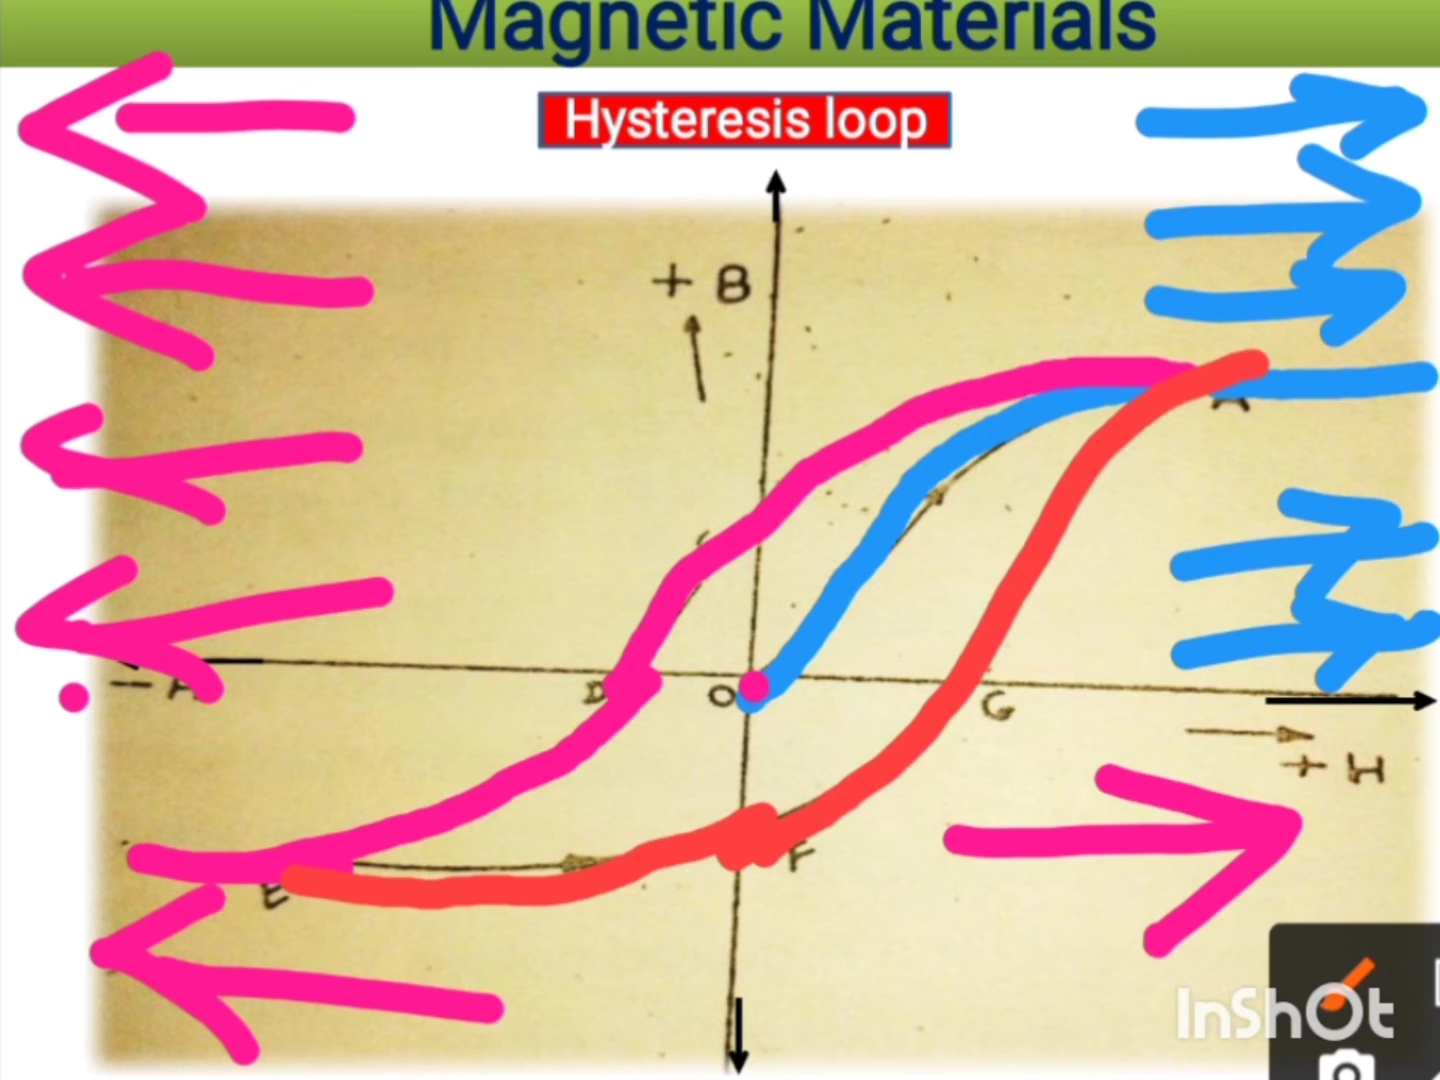 Magnetic Materials
Hysteresis loop
+ B
A
D
O
G
+ H
F
E
InShOt